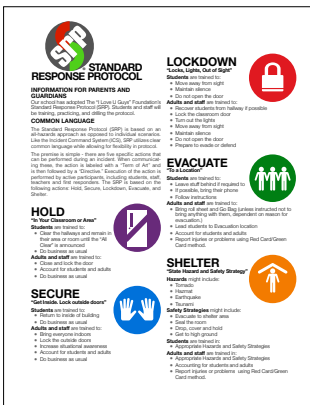 SRP
STANDARD
RESPONSE PROTOCOL
INFORMATION FOR PARENTS AND
GUARDIANS
Our school has adopted The "I Love U Guys" Foundation's
Standard Response Protocol (SRP). Students and staff will
be training, practicing, and drilling the protocol.
COMMON LANGUAGE
The Standard Response Protocol (SRP) is based on an
all-hazards approach as opposed to individual scenarios.
Like the Incident Command System (ICS), SRP utilizes clear
common language while allowing for flexibility in protocol.
The premise is simple - there are five specific actions that
can be performed during an incident. When communicat-
ing these, the action is labeled with a "Term of Art" and
is then followed by a "Directive." Execution of the action is
performed by active participants, including students, staff,
teachers and first responders. The SRP is based on the
following actions: Hold, Secure, Lockdown, Evacuate, and
Shelter.
HOLD
"In Your Classroom or Area"
Students are trained to:
• Clear the hallways and remain in
their area or room until the "All
Clear" is announced
• Do business as usual
Adults and staff are trained to:
• Close and lock the door
• Account for students and adults
• Do business as usual
SECURE
"Get Inside. Lock outside doors"
Students are trained to:
• Return to inside of building
• Do business as usual
Adults and staff are trained to:
• Bring everyone indoors
• Lock the outside doors
• Increase situational awareness
• Account for students and adults
• Do business as usual
LOCKDOWN
"Locks, Lights, Out of Sight"
Students are trained to:
• Move away from sight
• Maintain silence
• Do not open the door
Adults and staff are trained to:
• Recover students from hallway if possible
• Lock the classroom door
• Turn out the lights
• Move away from sight
• Maintain silence
• Do not open the door
• Prepare to evade or defend
EVACUATE
"To a Location"
Students are trained to:
• Leave stuff behind if required to
• If possible, bring their phone
• Follow instructions
Adults and staff are trained to:
• Bring roll sheet and Go Bag (unless instructed not to
bring anything with them, dependent on reason for
evacuation.)
• Lead students to Evacuation location
• Account for students and adults
• Report injuries or problems using Red Card/Green
Card method.
SHELTER
"State Hazard and Safety Strategy"
Hazards might include:
• Tornado
• Hazmat
• Earthquake
• Tsunami
Safety Strategies might include:
• Evacuate to shelter area
• Seal the room
• Drop, cover and hold
• Get to high ground
Students are trained in:
• Appropriate Hazards and Safety Strategies
Adults and staff are trained in:
• Appropriate Hazards and Safety Strategies
• Accounting for students and adults
• Report injuries or problems using Red Card/Green
Card method.